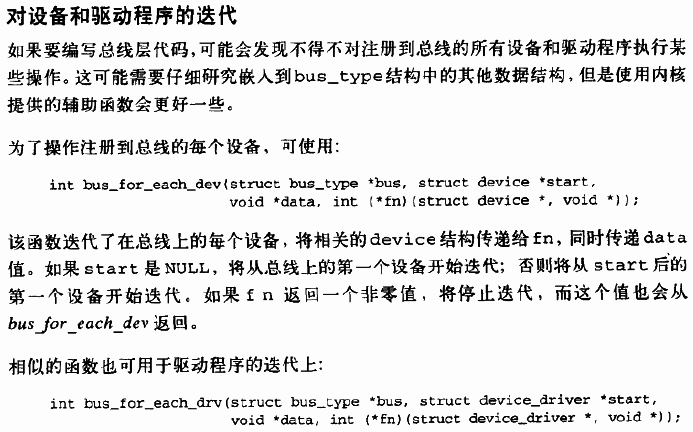 对设备和驱动程序的迭代
如果要编写总线层代码,可能会发现不得不对注册到总线的所有设备和驱动程序执行某
些操作。这可能需要仔细研究嵌入到bus_type结构中的其他数据结构,但是使用内核
提供的辅助函数会更好一些。
为了操作注册到总线的每个设备，可使用:
int bus_for_each_dev(struct bus_type *bus, struct device *start,
void *data, int (*fn)(struct device *, void *));
该函数迭代了在总线上的每个设备,将相关的device结构传递给fn,同时传递data
值。如果start是NULL,将从总线上的第一个设备开始迭代;否则将从start后的
第一个设备开始迭代。如果fn返回一个非零值,将停止迭代,而这个值也会从
bus_for_each_dev返回。
相似的函数也可用于驱动程序的迭代上:
int bus_for_each_drv(struct bus_type *bus, struct device_driver *start,
void *data, int (*fn)(struct device_driver *, void *));